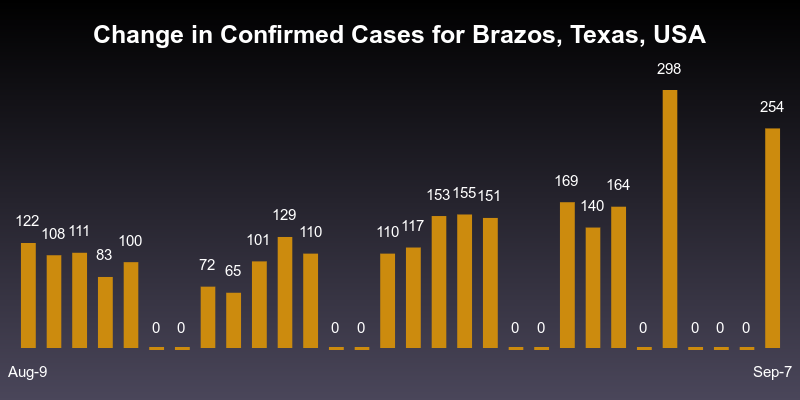 Change in Confirmed Cases for Brazos, Texas, USA
122 108 111 83 100 0 0 72 65 101 129 110 0 0 110 117 153 155 151 0 0 169 140 164 0 298 0 0 0 254
Aug-9 Sep-7